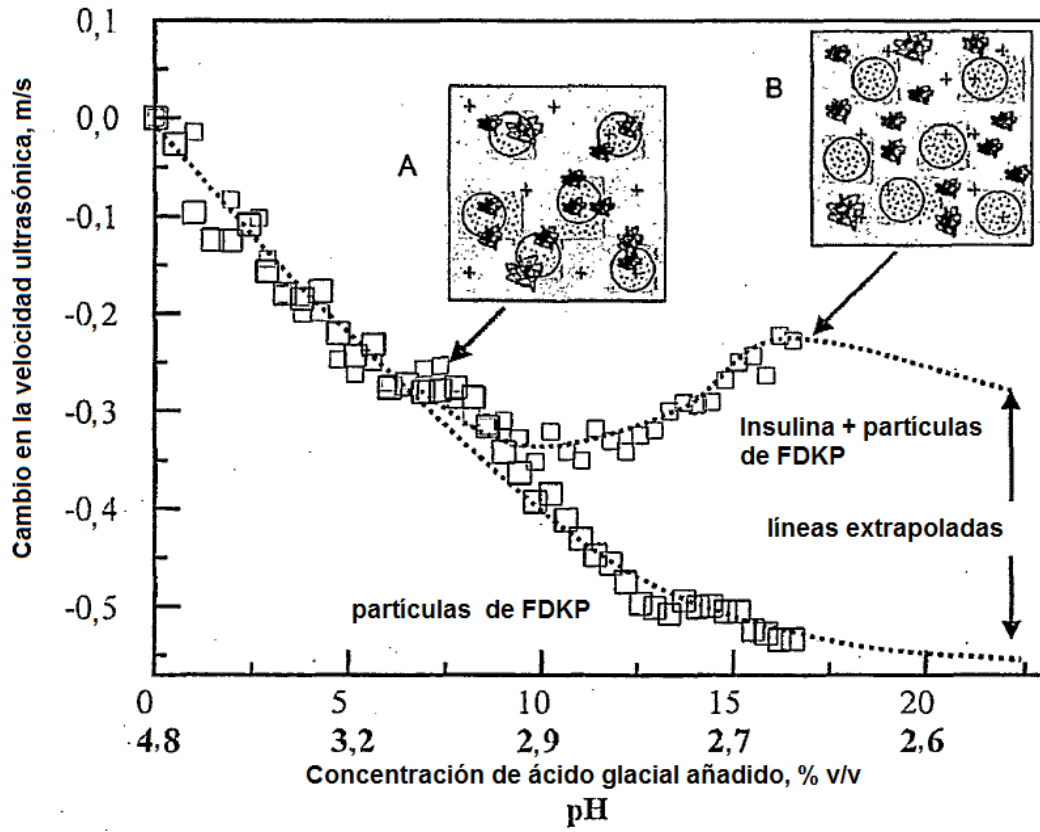 Cambio en la velocidad ultrasónica, m/s
0,1
0,0
-0,1
-0,2
-0,3
-0,4
-0,5
A
B
Insulina + partículas
de FDKP
líneas extrapoladas
partículas de FDKP
0 5 10 15 20
4,8 3,2 2,9 2,7 2,6
Concentración de ácido glacial añadido, % v/v
pH